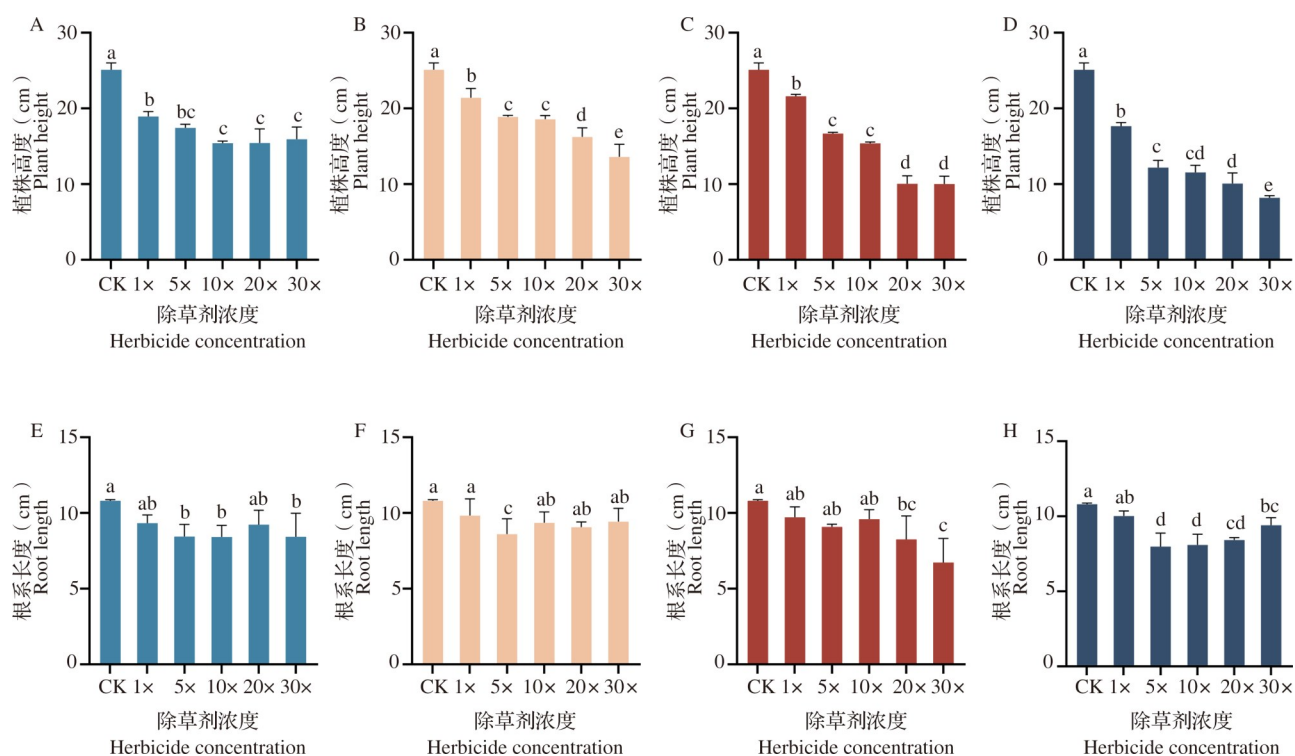 A
植株高度（cm）
Plant height
30
20
10
0
a
b
bc
c
c
c
CK 1× 5× 10× 20× 30×
除草剂浓度
Herbicide concentration
B
植株高度（cm）
Plant height
30
20
10
0
a
b
c
c
d
e
CK 1× 5× 10× 20× 30×
除草剂浓度
Herbicide concentration
C
植株高度（cm）
Plant height
30
20
10
0
a
b
c
c
d
d
CK 1× 5× 10× 20× 30×
除草剂浓度
Herbicide concentration
D
植株高度（cm）
Plant height
30
20
10
0
a
b
c
cd
d
e
CK 1× 5× 10× 20× 30×
除草剂浓度
Herbicide concentration
E
根系长度（cm）
Root length
15
10
5
0
a
ab
b
b
ab
b
CK 1× 5× 10× 20× 30×
除草剂浓度
Herbicide concentration
F
根系长度（cm）
Root length
15
10
5
0
a
a
c
ab
ab
ab
CK 1× 5× 10× 20× 30×
除草剂浓度
Herbicide concentration
G
根系长度（cm）
Root length
15
10
5
0
a
ab
ab
ab
bc
c
CK 1× 5× 10× 20× 30×
除草剂浓度
Herbicide concentration
H
根系长度（cm）
Root length
15
10
5
0
a
ab
d
d
cd
bc
CK 1× 5× 10× 20× 30×
除草剂浓度
Herbicide concentration